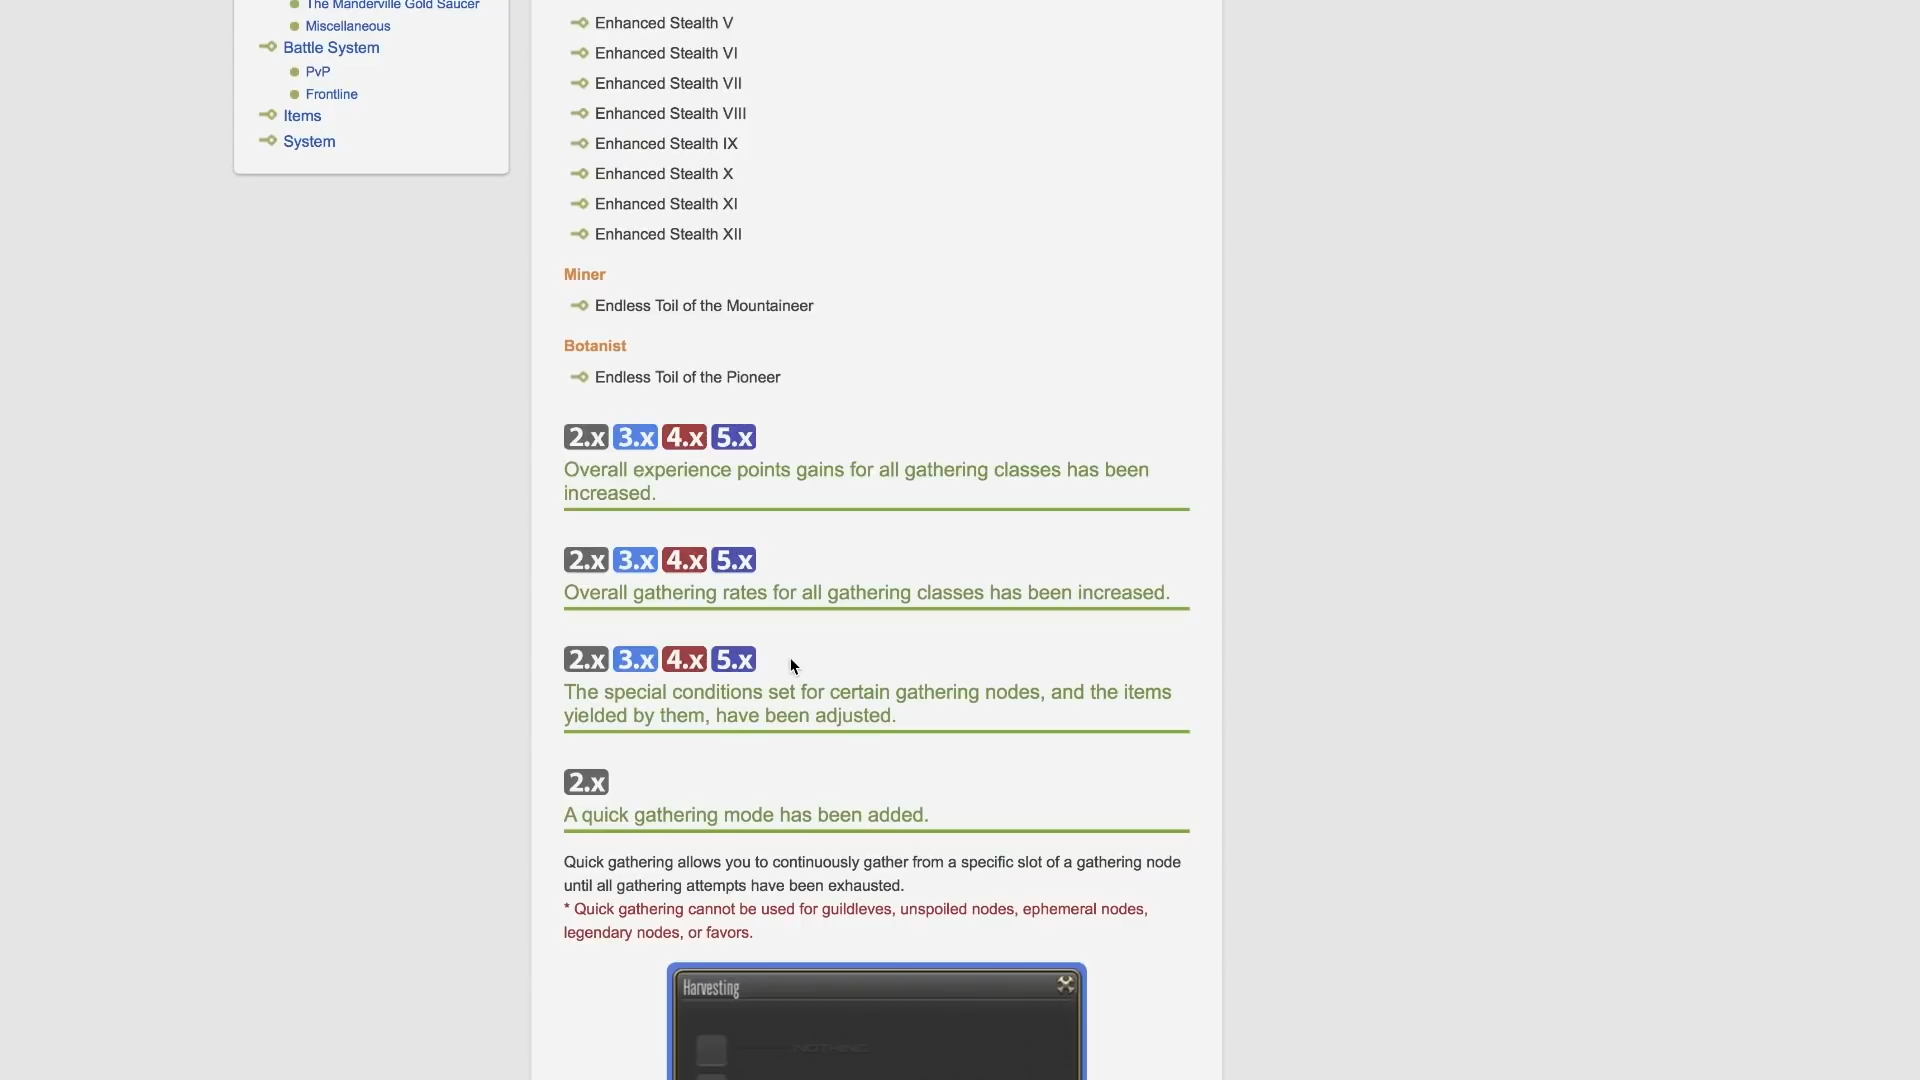 The Manderville Gold Saucer
Miscellaneous
Battle System
PvP
Frontline
Items
System
Enhanced Stealth V
Enhanced Stealth VI
Enhanced Stealth VII
Enhanced Stealth VIII
Enhanced Stealth IX
Enhanced Stealth X
Enhanced Stealth XI
Enhanced Stealth XII
Miner
Endless Toil of the Mountaineer
Botanist
Endless Toil of the Pioneer
2.x 3.x 4.x 5.x
Overall experience points gains for all gathering classes has been
increased.
2.x 3.x 4.x 5.x
Overall gathering rates for all gathering classes has been increased.
2.x 3.x 4.x 5.x
The special conditions set for certain gathering nodes, and the items
yielded by them, have been adjusted.
2.x
A quick gathering mode has been added.
Quick gathering allows you to continuously gather from a specific slot of a gathering node
until all gathering attempts have been exhausted.
* Quick gathering cannot be used for guildleves, unspoiled nodes, ephemeral nodes,
legendary nodes, or favors.
Harvesting
NOTHING